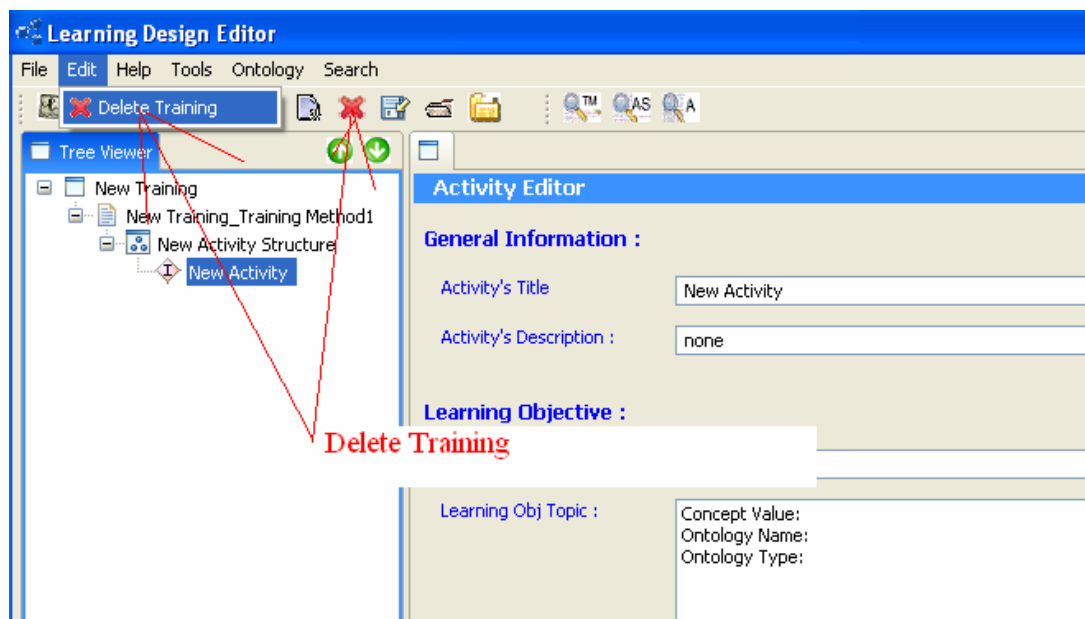 Learning Design Editor
File Edit Help Tools Ontology Search
Delete Training
TM AS A
Tree Viewer
New Training
New Training_Training Method1
New Activity Structure
I New Activity
Activity Editor
General Information :
Activity's Title New Activity
Activity's Description : none
Learning Objective :
Delete Training
Learning Obj Topic : Concept Value:
Ontology Name:
Ontology Type: